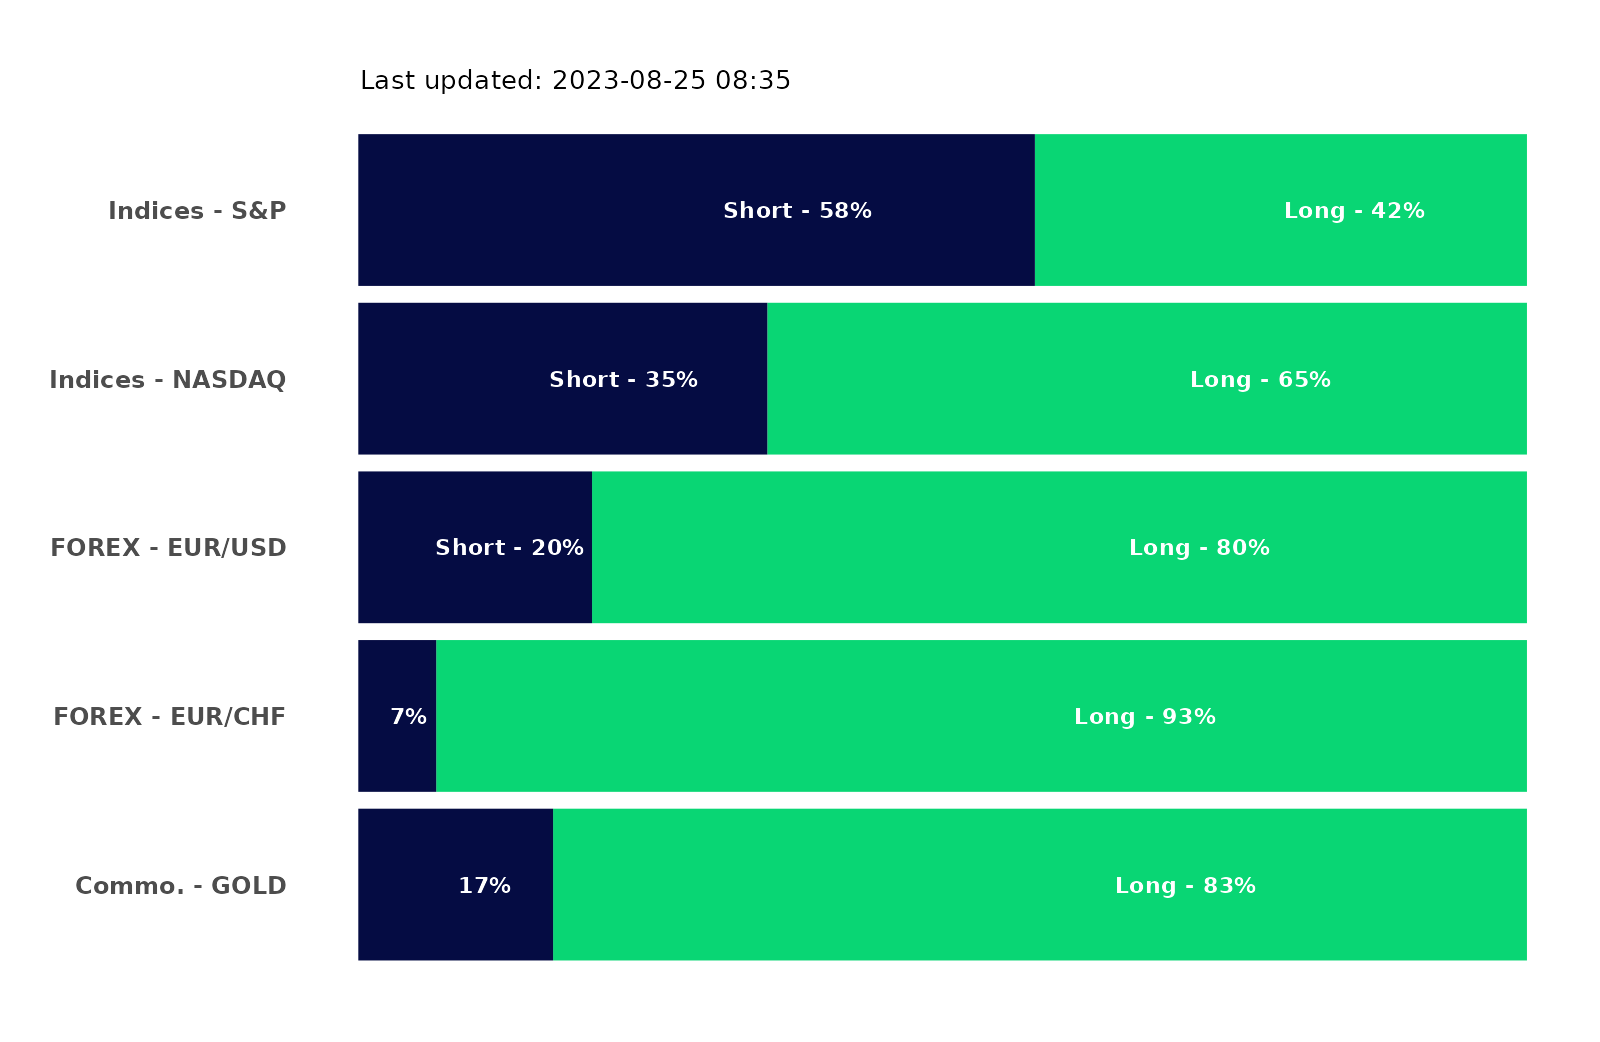 Last updated: 2023-08-25 08:35
Indices - S&P
Short - 58%
Long - 42%
Indices - NASDAQ
Short - 35%
Long - 65%
FOREX - EUR/USD
Short - 20%
Long - 80%
FOREX - EUR/CHF
7%
Long - 93%
Commo. - GOLD
17%
Long - 83%